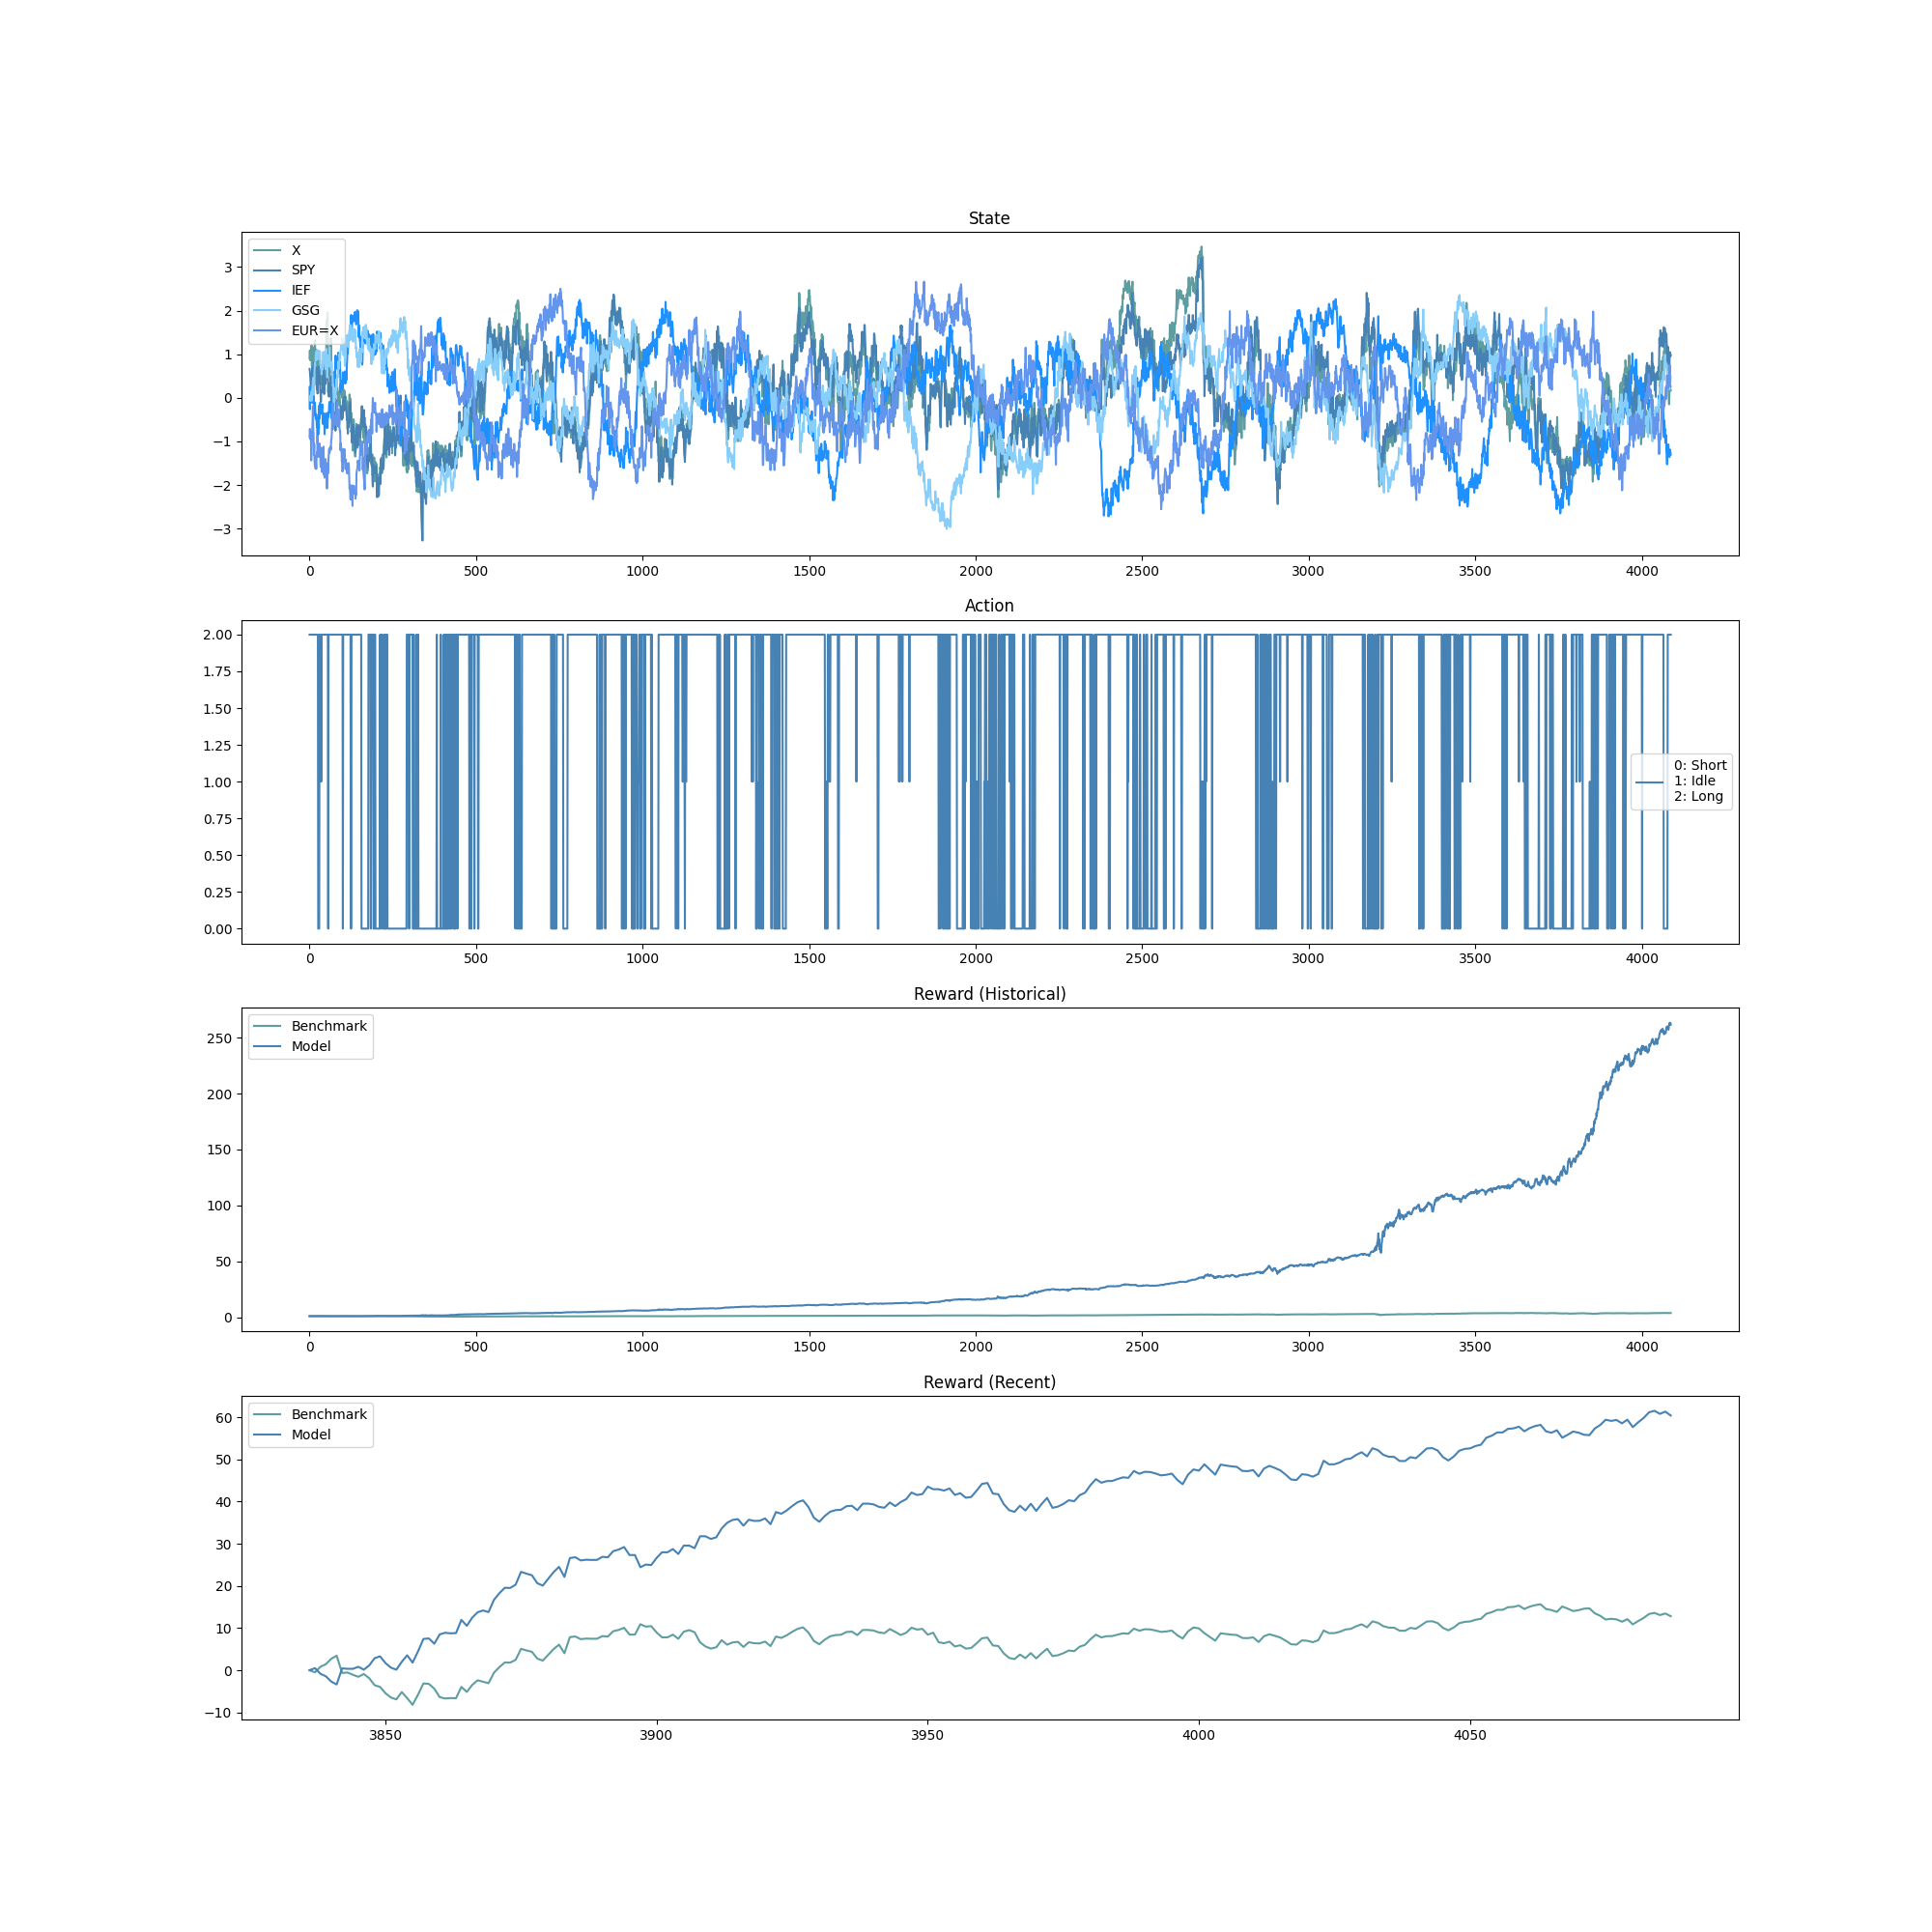 State
X
SPY
IEF
GSG
EUR=X
3
2
1
0
−1
−2
−3
0 500 1000 1500 2000 2500 3000 3500 4000
Action
2.00
1.75
1.50
1.25
1.00
0.75
0.50
0.25
0.00
0: Short
1: Idle
2: Long
0 500 1000 1500 2000 2500 3000 3500 4000
Reward (Historical)
Benchmark
Model
250
200
150
100
50
0
0 500 1000 1500 2000 2500 3000 3500 4000
Reward (Recent)
Benchmark
Model
60
50
40
30
20
10
0
−10
3850 3900 3950 4000 4050